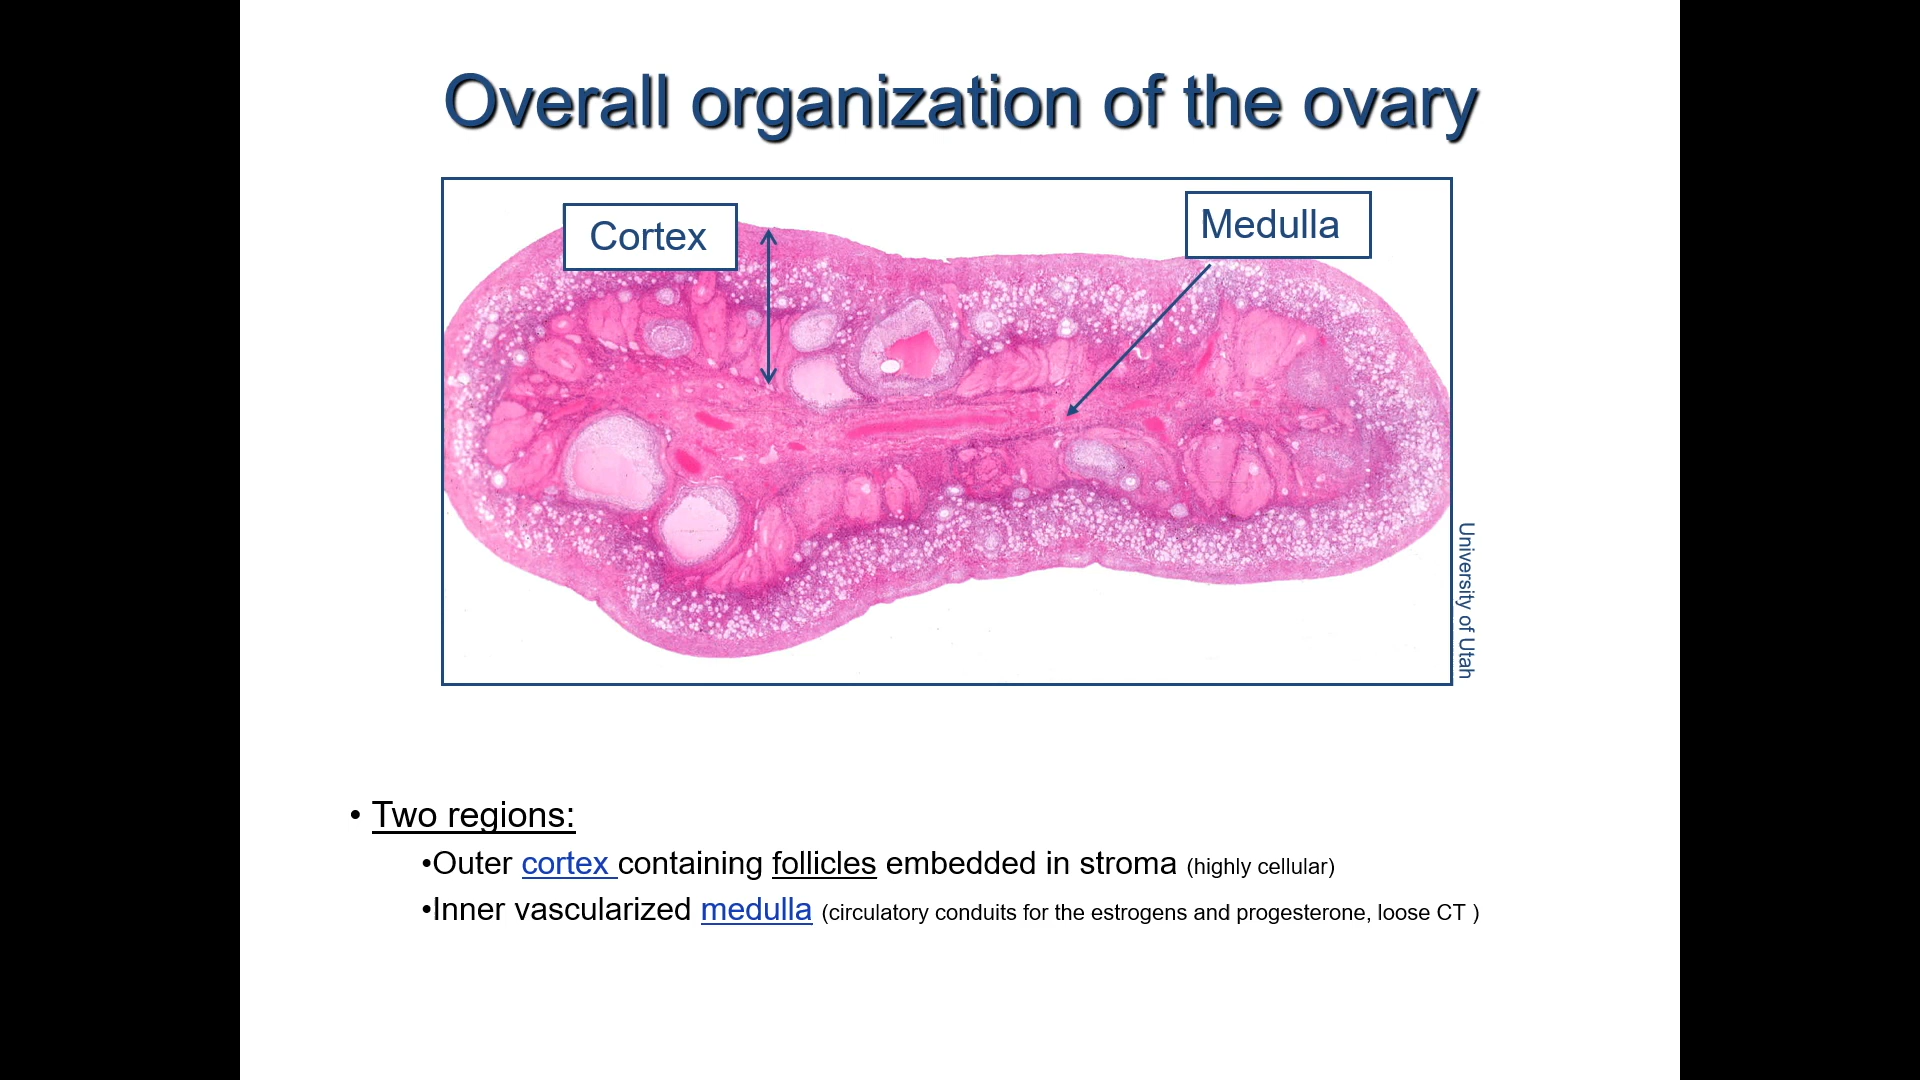 Overall organization of the ovary
Cortex
Medulla
University of Utah
• Two regions:
•Outer cortex containing follicles embedded in stroma (highly cellular)
•Inner vascularized medulla (circulatory conduits for the estrogens and progesterone, loose CT )